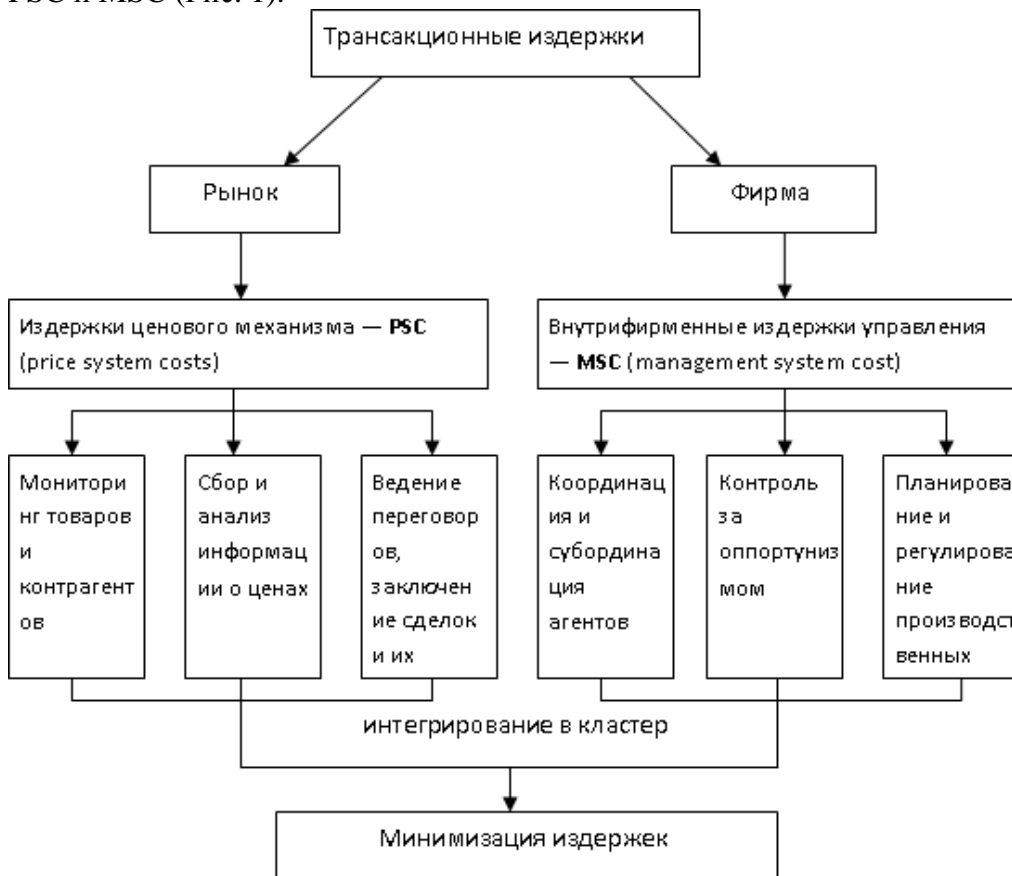 PSC и MSC (Рис. 1).
Трансакционные издержки
Рынок
Фирма
Издержки ценового механизма — PSC
(price system costs)
Внутрифирменные издержки управления
— MSC (management system cost)
Монитори
нг товаров
и
контрагент
ов
Сбор и
анализ
информац
ии о ценах
Ведение
переговор
ов,
заключен
ие сделок
и их
Координац
ия и
субордина
ция
агентов
Контроль
за
оппортуниз
мом
Планирова
ние и
регулирова
ние
производст
венных
интегрирование в кластер
Минимизация издержек